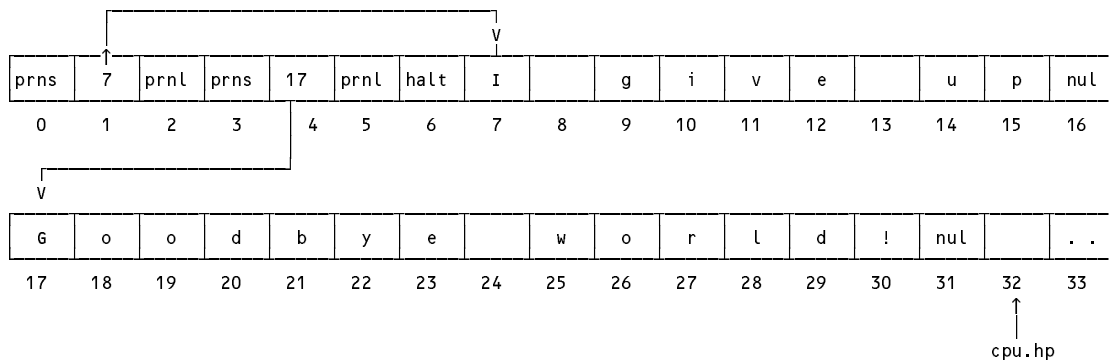 V
prns 7 prnl prns 17 prnl halt I g i v e u p nul
0 1 2 3 4 5 6 7 8 9 10 11 12 13 14 15 16
V
G o o d b y e w o r l d ! nul . .
17 18 19 20 21 22 23 24 25 26 27 28 29 30 31 32 33
cpu.hp